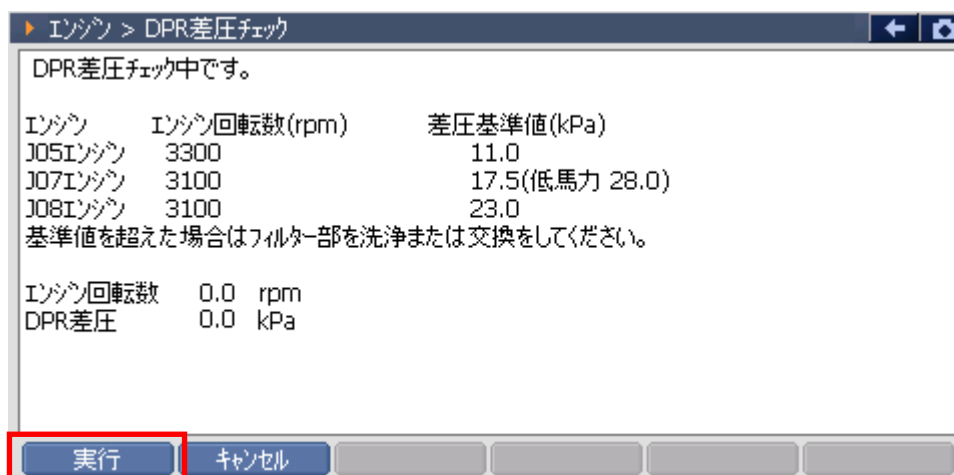 エンジン > DPR差圧チェック
DPR差圧チェック中です。
エンジン エンジン回転数(rpm) 差圧基準値(kPa)
J05エンジン 3300 11.0
J07エンジン 3100 17.5(低馬力 28.0)
J08エンジン 3100 23.0
基準値を超えた場合はフィルター部を洗浄または交換をしてください。
エンジン回転数 0.0 rpm
DPR差圧 0.0 kPa
実行 キャンセル